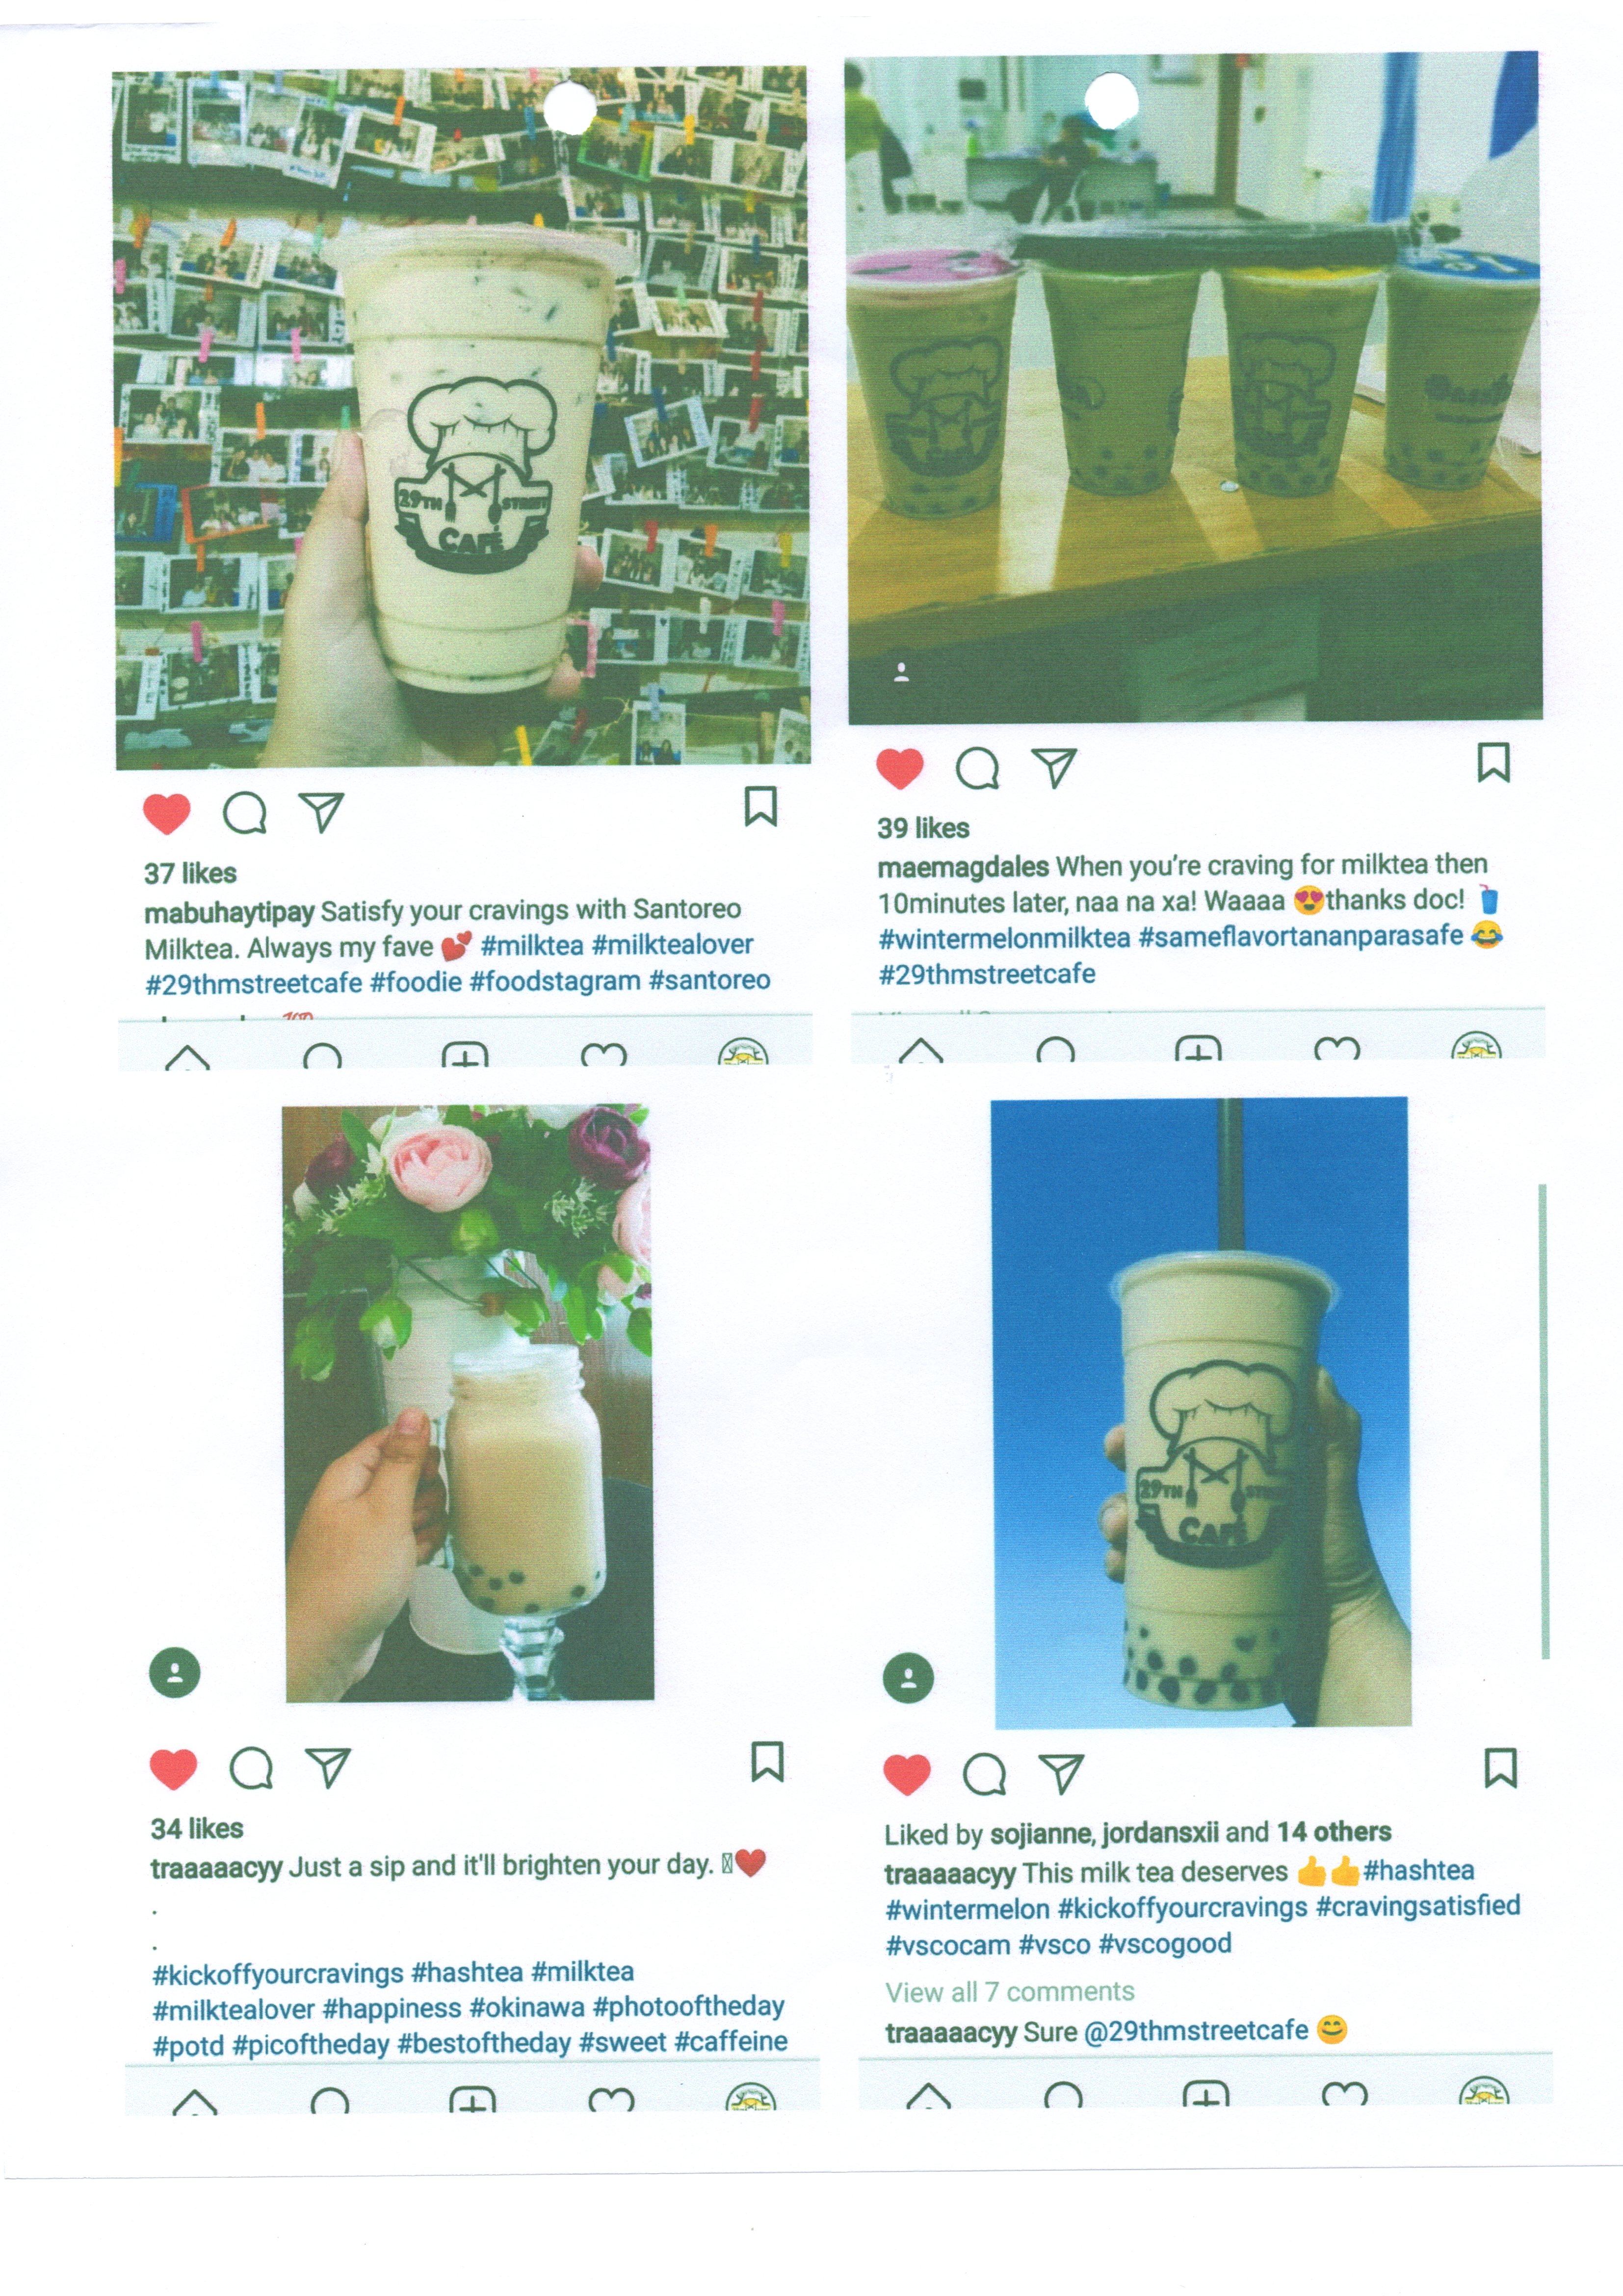 29TH STREET
CAFÉ
37 likes
mabuhaytipay Satisfy your cravings with Santoreo
Milktea. Always my fave 💕 #milktea #milktealover
#29thmstreetcafe #foodie #foodstagram #santoreo
39 likes
maemagdales When you’re craving for milktea then
10minutes later, naa na xa! Waaaa 😍thanks doc! 🥤
#wintermelonmilktea #sameflavortananparasafe 😂
#29thmstreetcafe
34 likes
traaaaacyy Just a sip and it'll brighten your day. ❤️
.
.
#kickoffyourcravings #hashtea #milktea
#milktealover #happiness #okinawa #photooftheday
#potd #picoftheday #bestoftheday #sweet #caffeine
29TH STREET
CAFÉ
Liked by sojianne, jordansxii and 14 others
traaaaacyy This milk tea deserves 👍👍#hashtea
#wintermelon #kickoffyourcravings #cravingsatisfied
#vscocam #vsco #vscogood
View all 7 comments
traaaaacyy Sure @29thmstreetcafe 😊